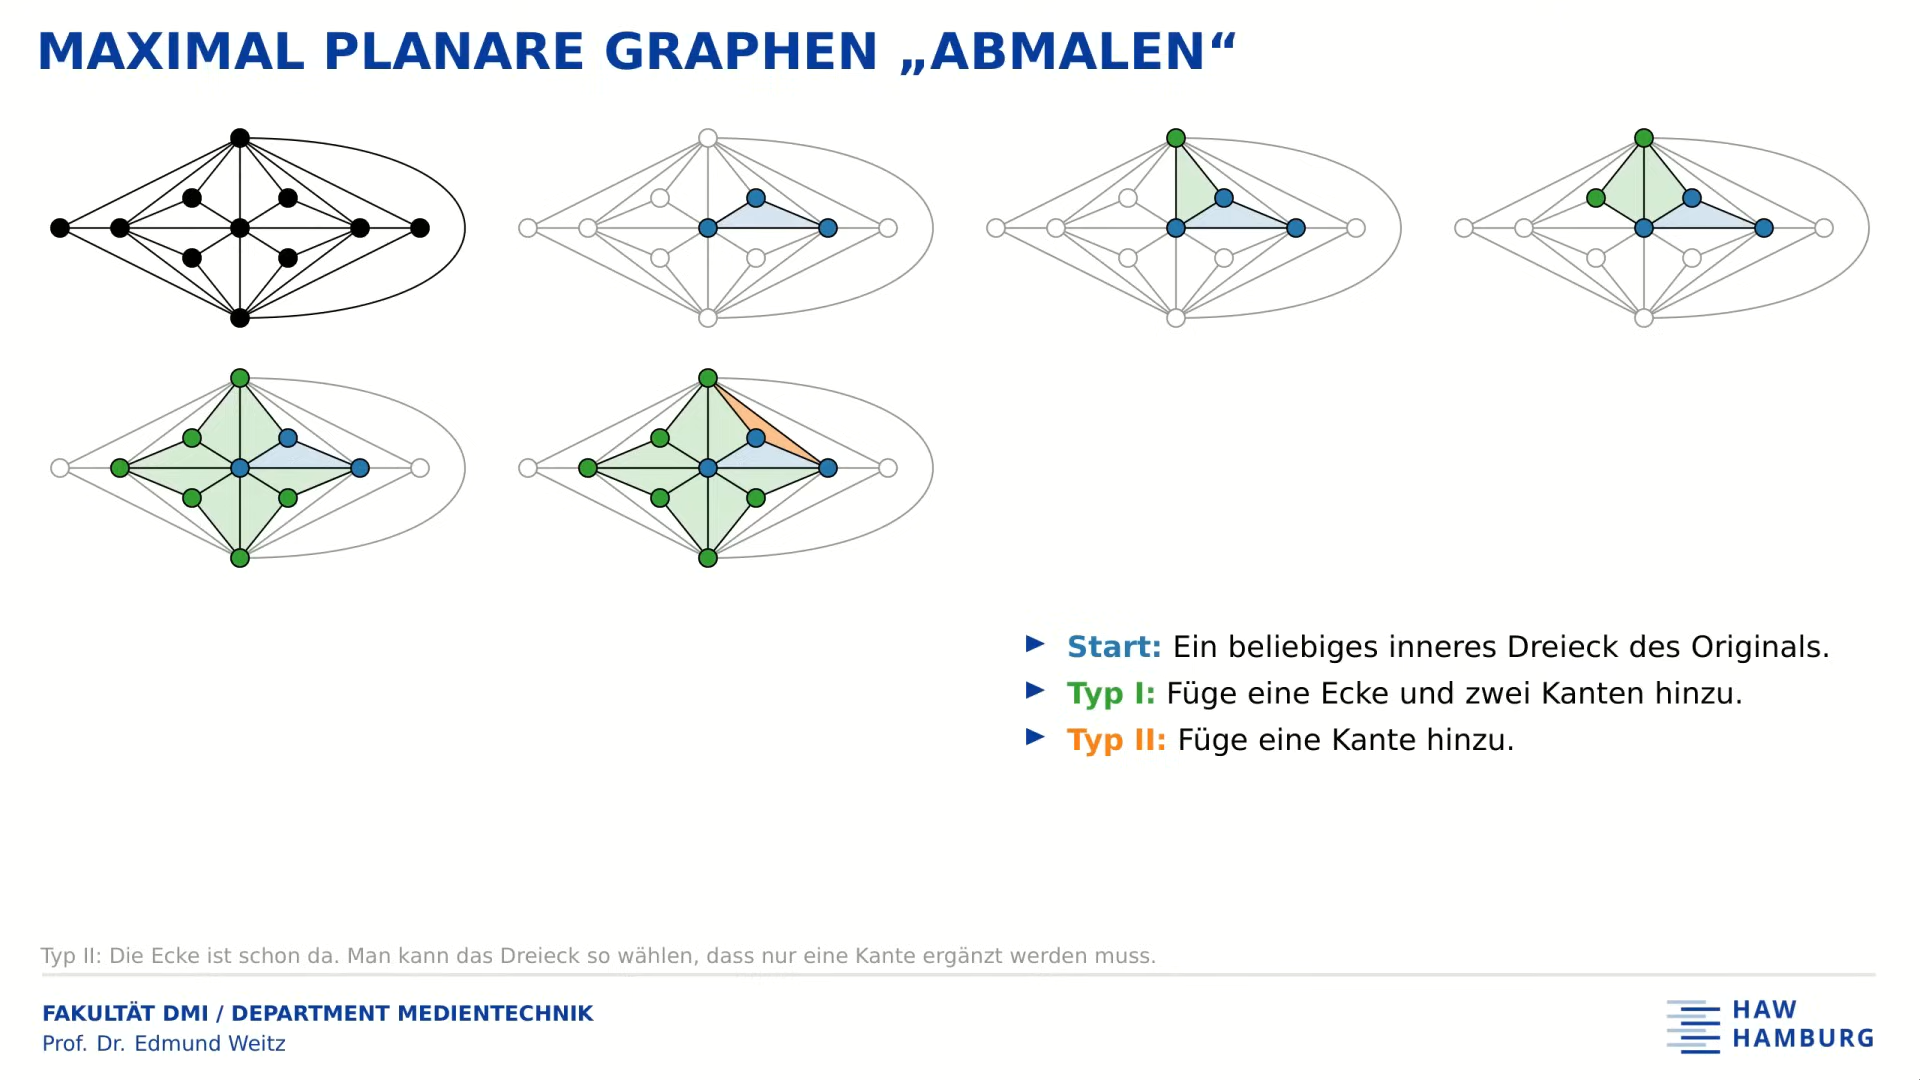 MAXIMAL PLANARE GRAPHEN „ABMALEN“
► Start: Ein beliebiges inneres Dreieck des Originals.
► Typ I: Füge eine Ecke und zwei Kanten hinzu.
► Typ II: Füge eine Kante hinzu.
Typ II: Die Ecke ist schon da. Man kann das Dreieck so wählen, dass nur eine Kante ergänzt werden muss.
FAKULTÄT DMI / DEPARTMENT MEDIENTECHNIK
Prof. Dr. Edmund Weitz
HAW
HAMBURG